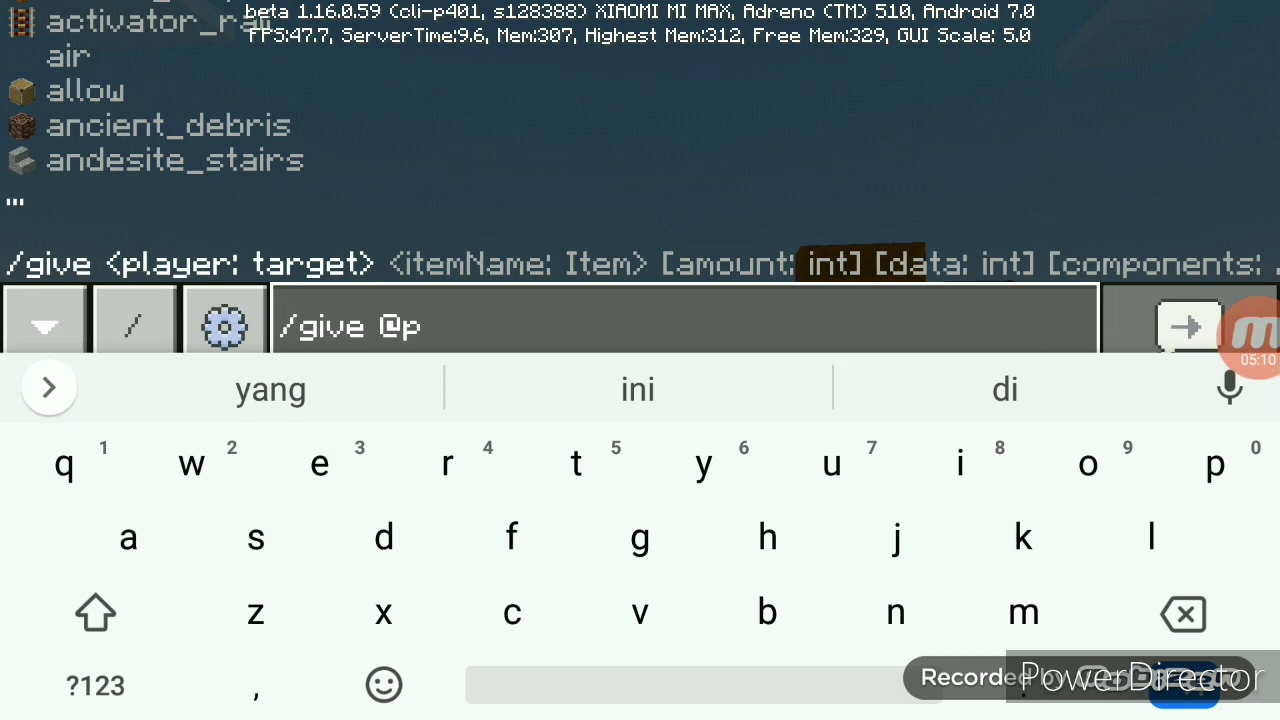 beta 1.16.0.59 (cli-p401, s128388) XIAOMI MI MAX, Adreno (TM) 510, Android 7.0
FPS:47.7, ServerTime:9.6, Mem:307, Highest Mem:312, Free Mem:329, GUI Scale: 5.0
activator_ra
air
allow
ancient_debris
andesite_stairs
...
/give <player: target> <itemName: Item> [amount: int] [data: int] [components:
/give @p
05:10
yang ini di
q 1 w 2 e 3 r 4 t 5 y 6 u 7 i 8 o 9 p 0
a s d f g h j k l
z x c v b n m
?123 ,
Recorded
PowerDirector